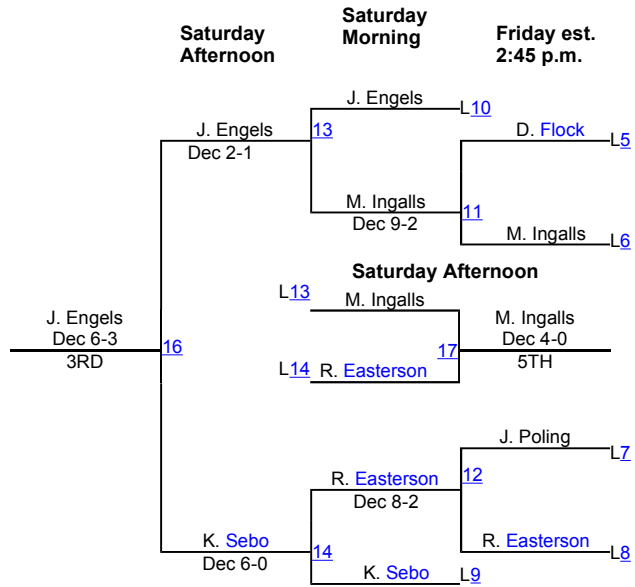 Saturday Afternoon
Saturday Morning
Friday est. 2:45 p.m.
J. Engels
L10
J. Engels
13
D. Flock
L5
Dec 2-1
M. Ingalls
11
Dec 9-2
M. Ingalls
L6
Saturday Afternoon
L13
M. Ingalls
J. Engels
M. Ingalls
Dec 6-3
16
17
Dec 4-0
3RD
L14
R. Easterson
5TH
J. Poling
L7
R. Easterson
12
Dec 8-2
K. Sebo
14
R. Easterson
L8
Dec 6-0
K. Sebo
L9